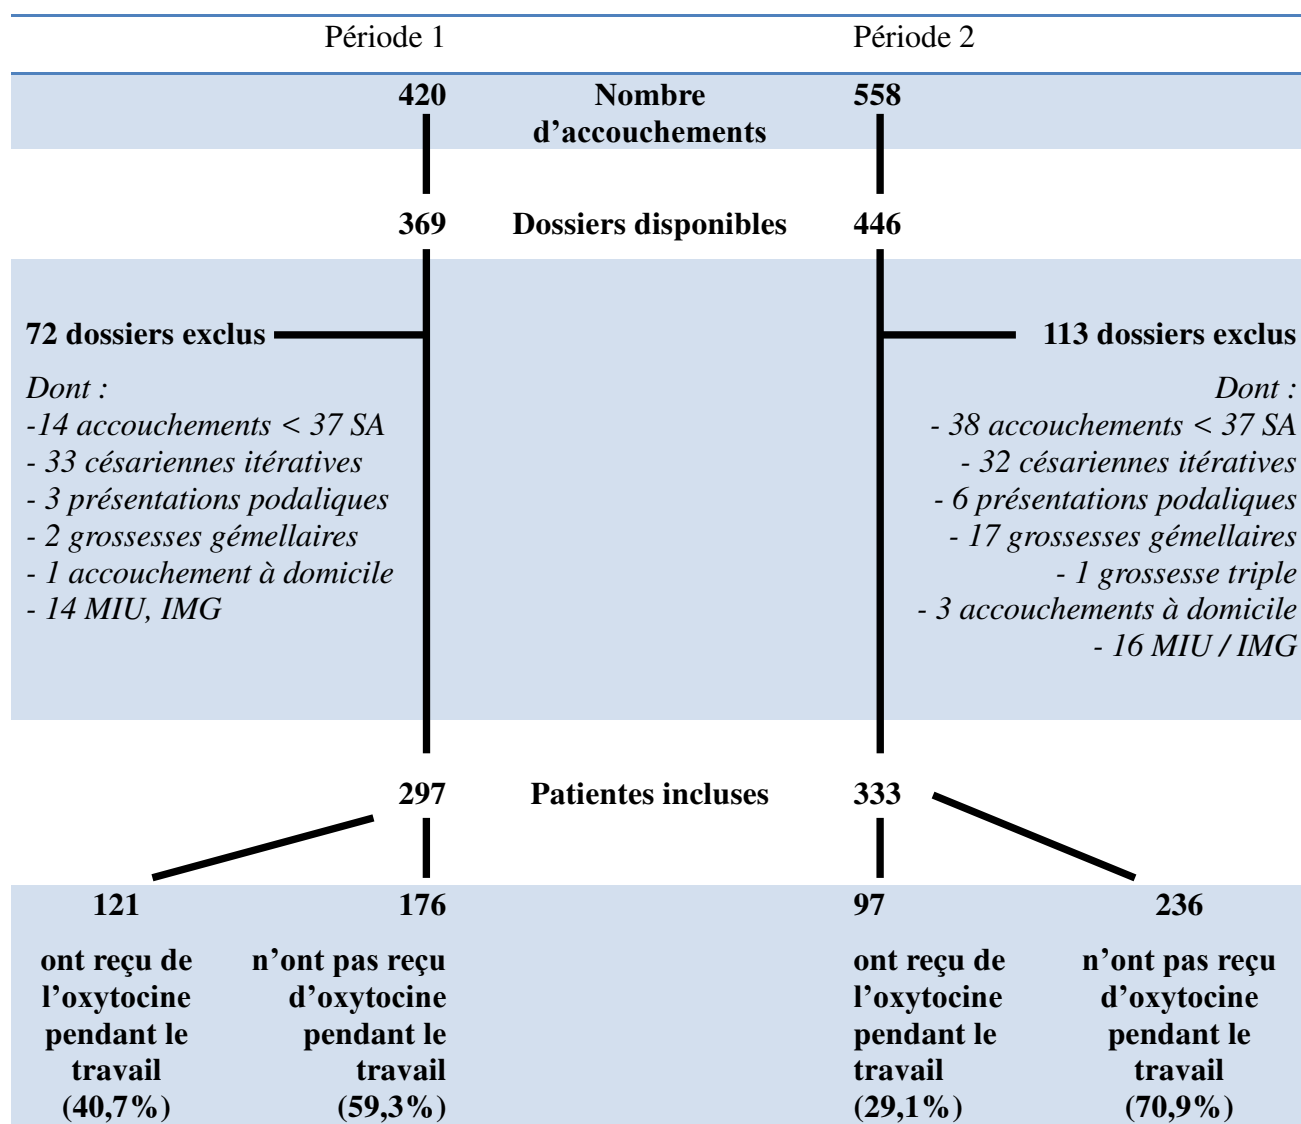 Période 1
Période 2
420
Nombre
d’accouchements
558
369
Dossiers disponibles
446
72 dossiers exclus
Dont :
-14 accouchements < 37 SA
- 33 césariennes itératives
- 3 présentations podaliques
- 2 grossesses gémellaires
- 1 accouchement à domicile
- 14 MIU, IMG
113 dossiers exclus
Dont :
- 38 accouchements < 37 SA
- 32 césariennes itératives
- 6 présentations podaliques
- 17 grossesses gémellaires
- 1 grossesse triple
- 3 accouchements à domicile
- 16 MIU / IMG
297
Patientes incluses
333
121
ont reçu de
l’oxytocine
pendant le
travail
(40,7%)
176
n’ont pas reçu
d’oxytocine
pendant le
travail
(59,3%)
97
ont reçu de
l’oxytocine
pendant le
travail
(29,1%)
236
n’ont pas reçu
d’oxytocine
pendant le
travail
(70,9%)